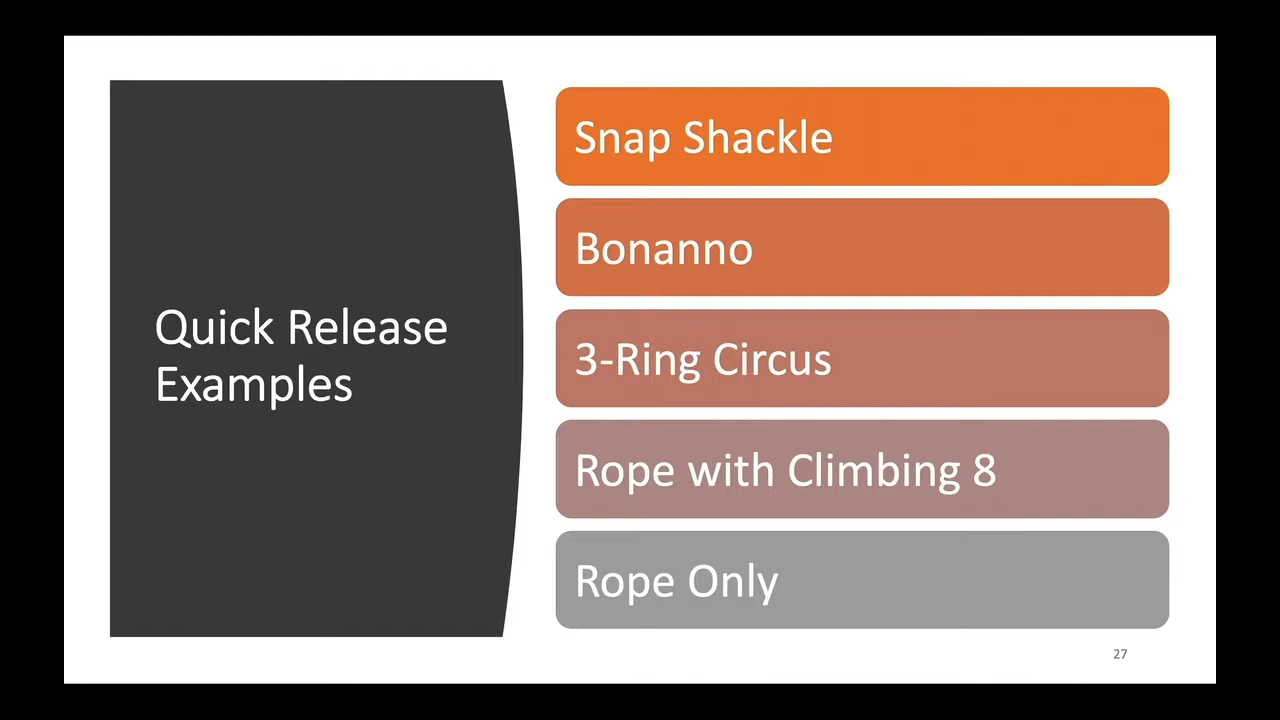 Quick Release
Examples
Snap Shackle
Bonanno
3-Ring Circus
Rope with Climbing 8
Rope Only
27